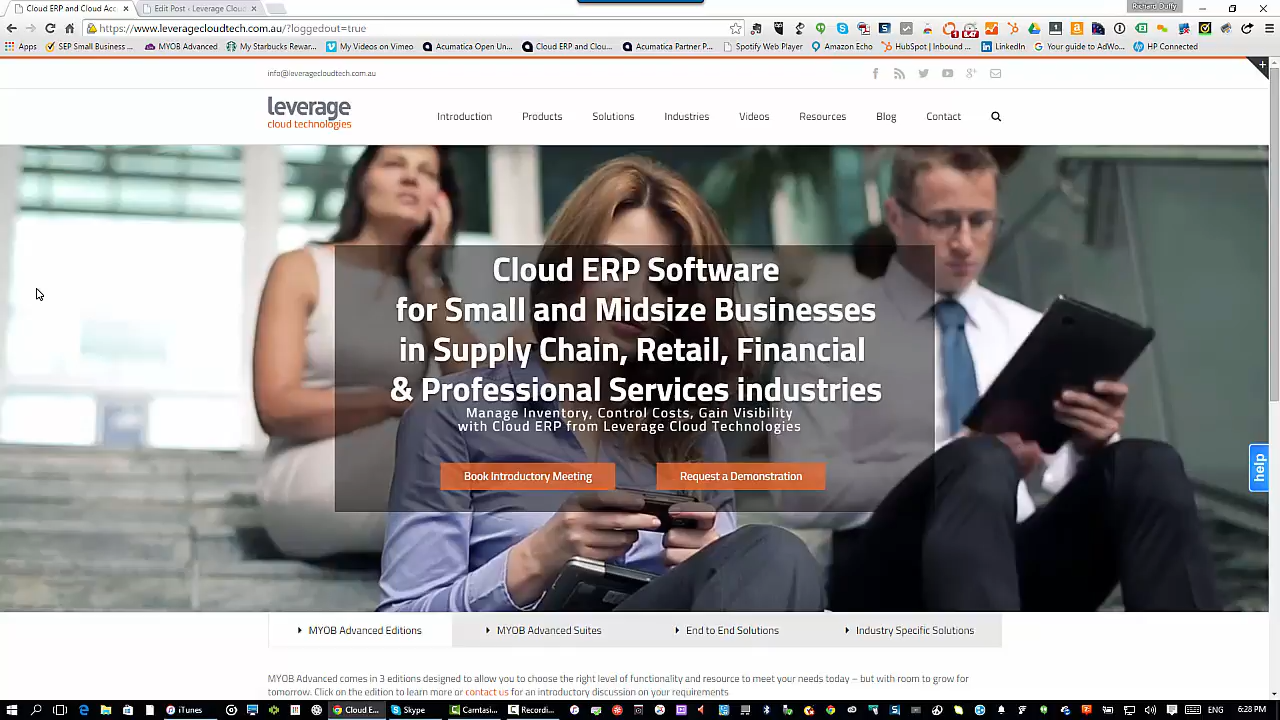 Cloud ERP and Cloud Acc
Edit Post ‹ Leverage Cloud
Richard Duffy
https://www.leveragecloudtech.com.au/?loggedout=true
Apps
SEP Small Business
MYOB Advanced
My Startups Rewar
My Videos on Vimeo
Acumatica Open Un...
Cloud ERP and Clou...
Acumatica Partner P...
Spotify Web Player
Amazon Echo
HubSpot | Inbound ...
LinkedIn
Your guide to AdWo...
HP Connected
info@leveragecloudtech.com.au
leverage
cloud technologies
Introduction
Products
Solutions
Industries
Videos
Resources
Blog
Contact
Cloud ERP Software
for Small and Midsize Businesses
in Supply Chain, Retail, Financial
& Professional Services industries
Manage Inventory, Control Costs, Gain Visibility
with Cloud ERP from Leverage Cloud Technologies
Book Introductory Meeting
Request a Demonstration
help
MYOB Advanced Editions
MYOB Advanced Suites
End to End Solutions
Industry Specific Solutions
MYOB Advanced comes in 3 editions designed to allow you to choose the right level of functionality and resource to meet your needs today – but with room to grow for
tomorrow. Click on the edition to learn more or contact us for an introductory discussion on your requirements
iTunes
Cloud E...
Skype
Camtas...
Recordi...
ENG
6:28 PM